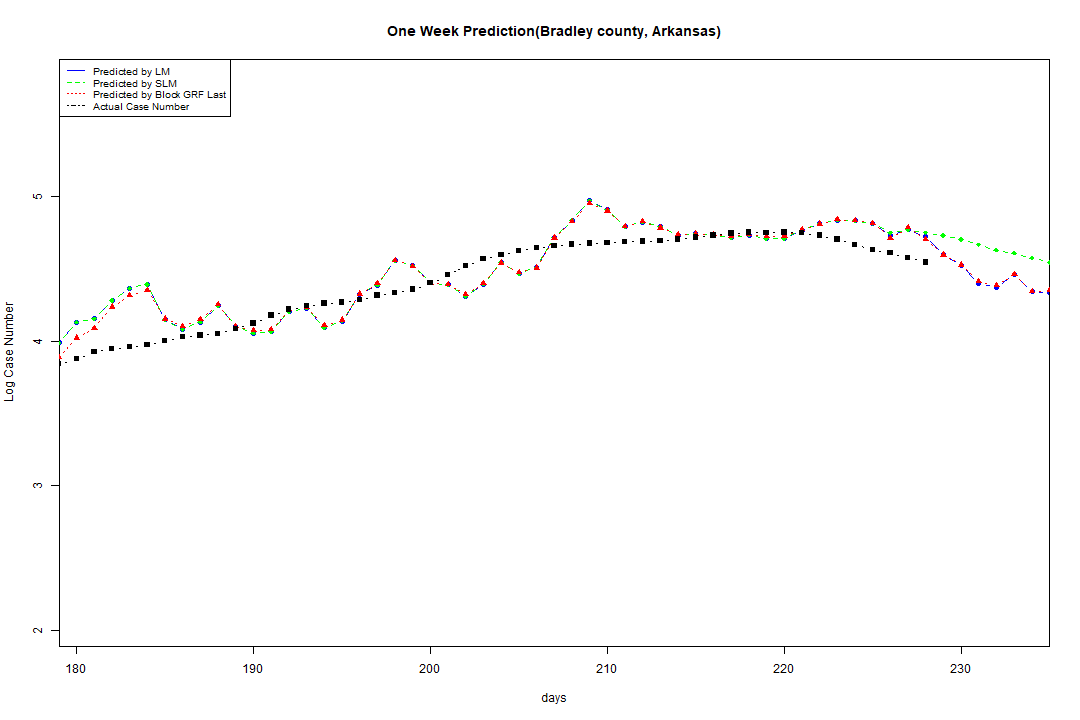 One Week Prediction(Bradley county, Arkansas)
Predicted by LM
Predicted by SLM
Predicted by Block GRF Last
Actual Case Number
5
4
3
2
Log Case Number
180 190 200 210 220 230
days